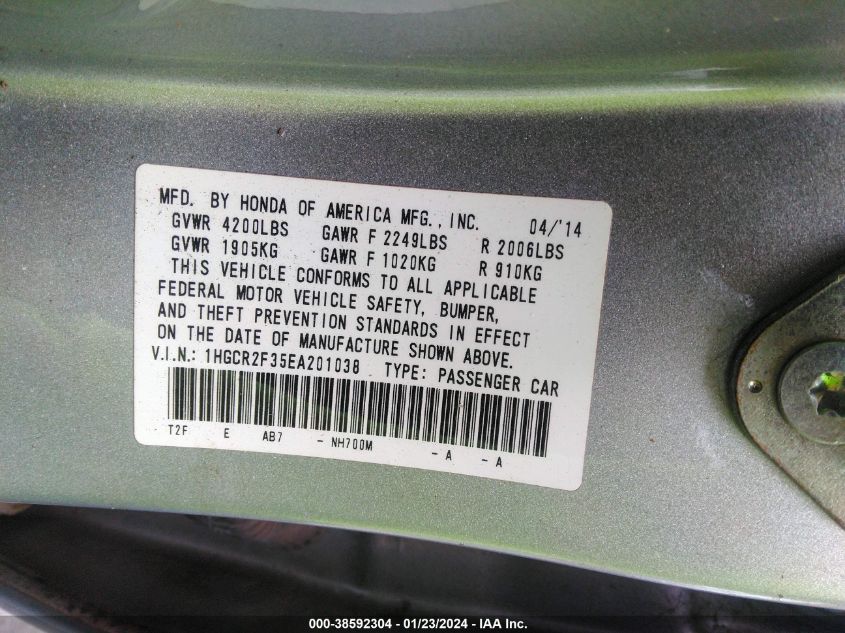 MFD. BY HONDA OF AMERICA MFG., INC. 04/'14
GVWR 4200LBS GAWR F 2249LBS R 2006LBS
GVWR 1905KG GAWR F 1020KG R 910KG
THIS VEHICLE CONFORMS TO ALL APPLICABLE
FEDERAL MOTOR VEHICLE SAFETY, BUMPER,
AND THEFT PREVENTION STANDARDS IN EFFECT
ON THE DATE OF MANUFACTURE SHOWN ABOVE.
V.I.N.: 1HGCR2F35EA201038 TYPE: PASSENGER CAR
T2F E AB7 - NH700M - A - A
000-38592304 / 01/23/2024 - IAA Inc.